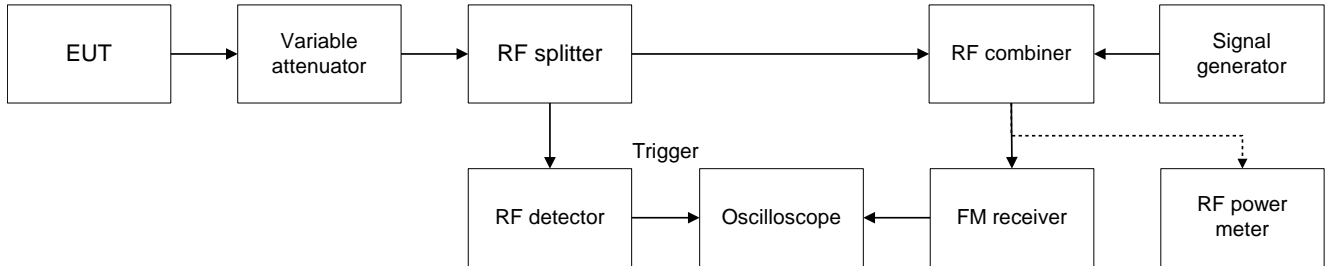 EUT
Variable
attenuator
RF splitter
RF combiner
Signal
generator
Trigger
RF detector
Oscilloscope
FM receiver
RF power
meter